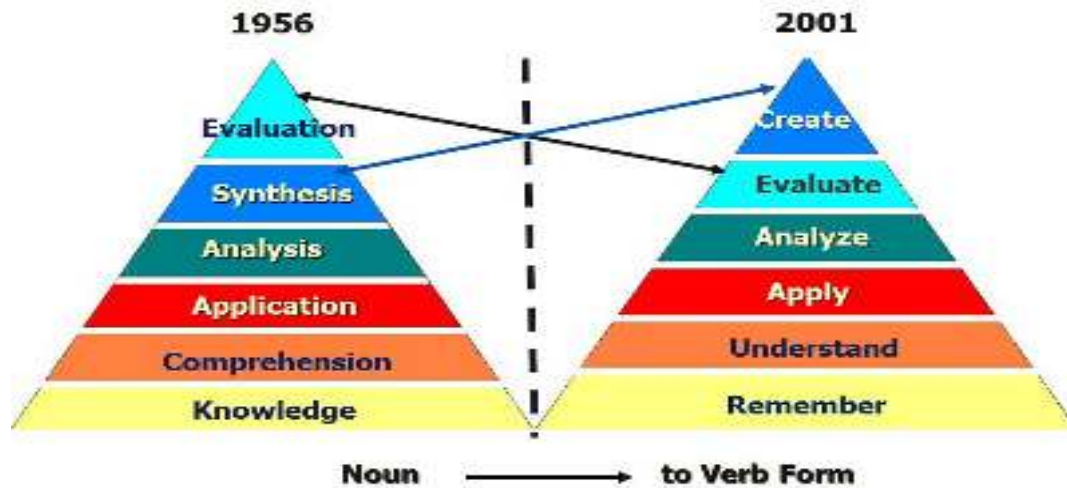 1956
Evaluation
Synthesis
Analysis
Application
Comprehension
Knowledge
2001
Create
Evaluate
Analyze
Apply
Understand
Remember
Noun to Verb Form